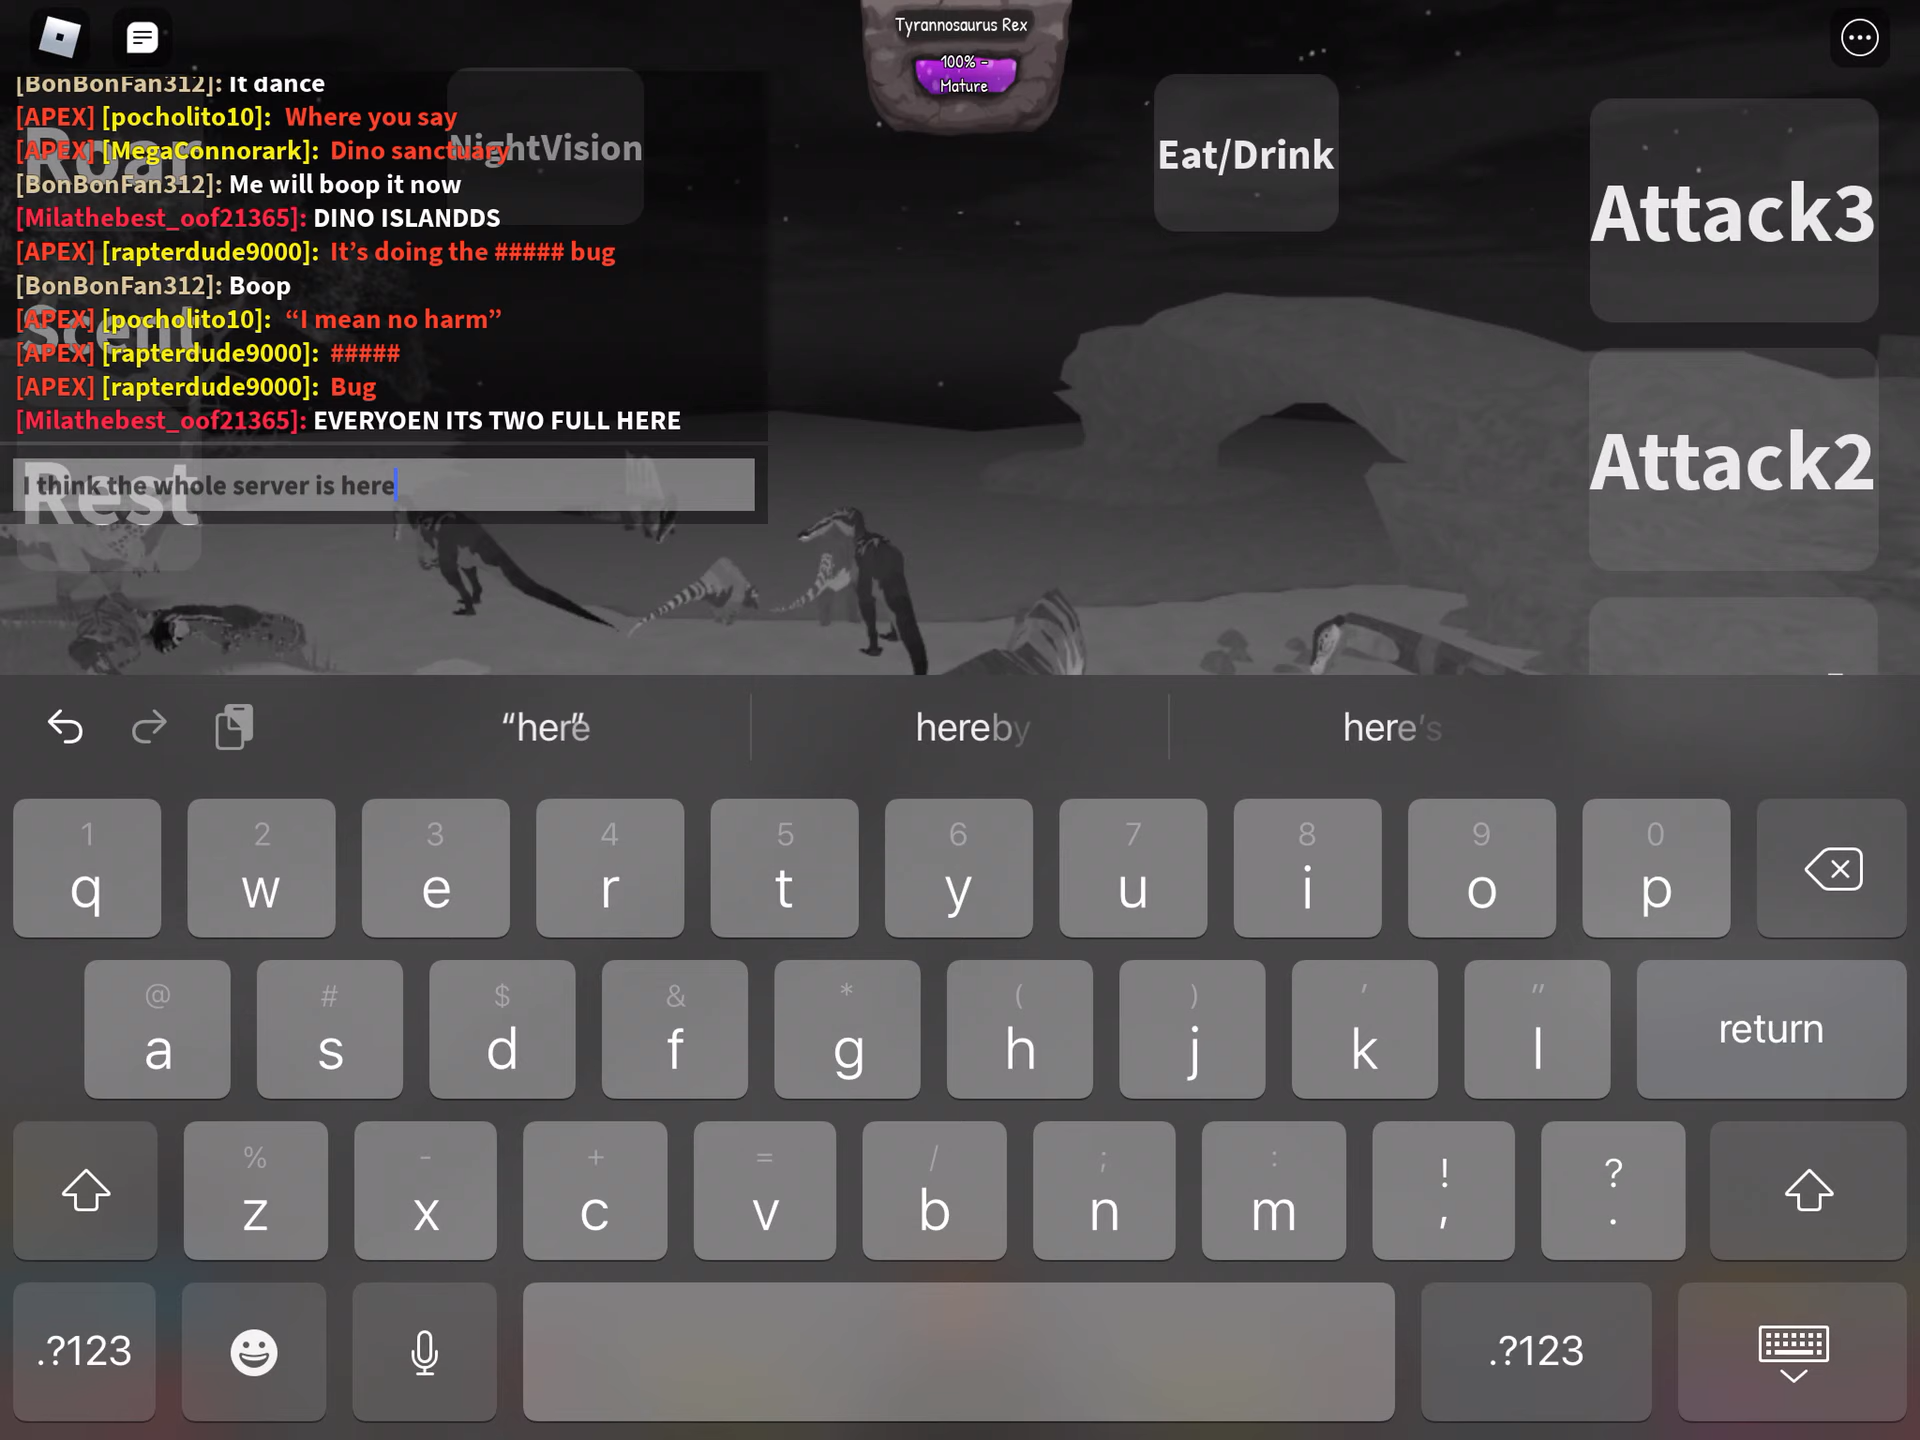 Tyrannosaurus Rex
100% -
Mature
[BonBonFan312]: It dance
[APEX] [pocholito10]: Where you say
[APEX] [MegaConnorark]: Dino sanctuary
[BonBonFan312]: Me will boop it now
[Milathebest_oof21365]: DINO ISLANDDS
[APEX] [rapterdude9000]: It’s doing the ##### bug
[BonBonFan312]: Boop
[APEX] [pocholito10]: “I mean no harm”
[APEX] [rapterdude9000]: #####
[APEX] [rapterdude9000]: Bug
[Milathebest_oof21365]: EVERYOEN ITS TWO FULL HERE
I think the whole server is here
Roar
NightVision
Scent
Rest
Eat/Drink
Attack3
Attack2
“here” hereby here’s
1 2 3 4 5 6 7 8 9 0
q w e r t y u i o p
@ # $ & * ( ) ' "
a s d f g h j k l return
% - + = / ; : ! ?
z x c v b n m , .
.?123 .?123